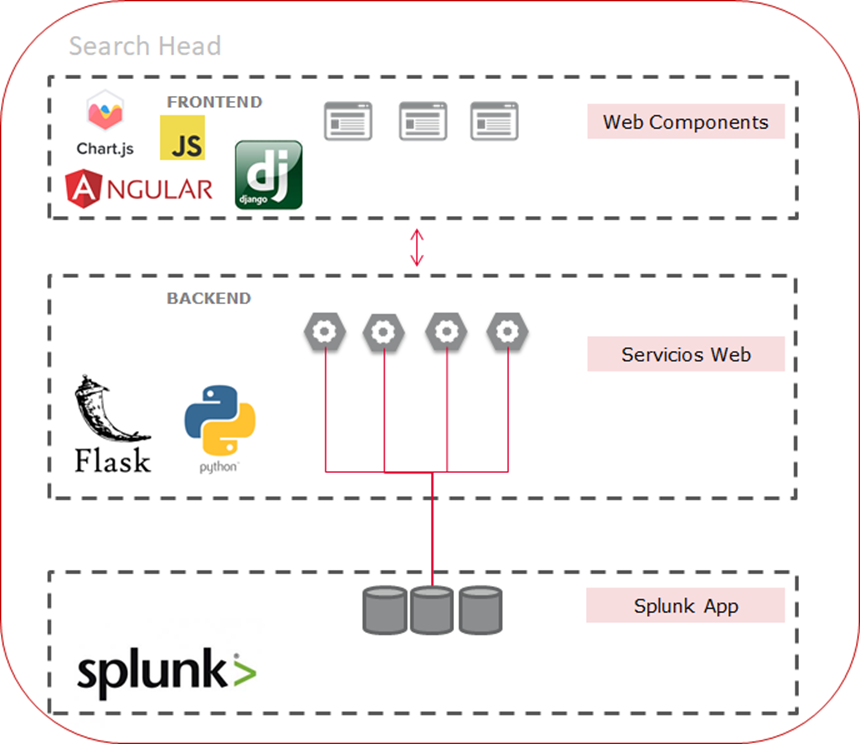 Search Head
FRONTEND
Chart.js
JS
ANGULAR
dj
django
Web Components
BACKEND
Servicios Web
Flask
python
Splunk App
splunk>